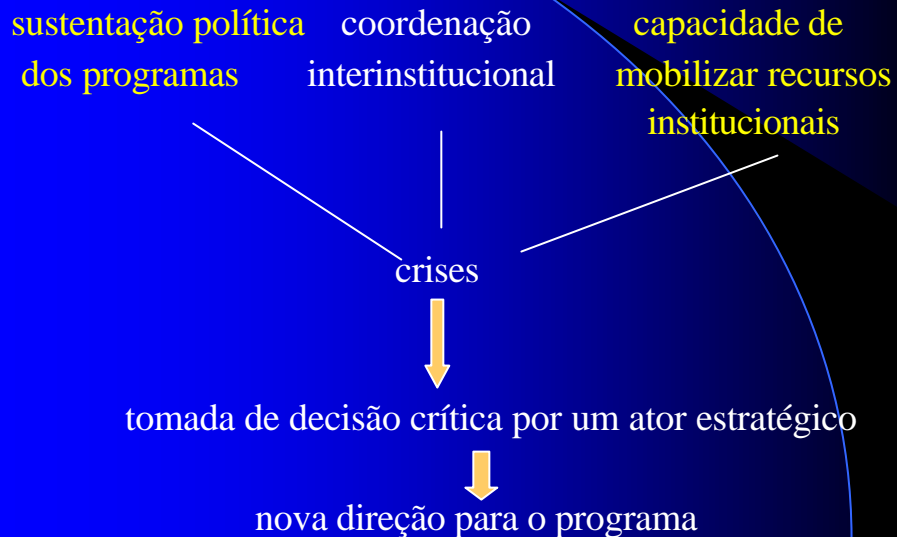 sustentação política
dos programas
coordenação
interinstitucional
capacidade de
mobilizar recursos
institucionais
crises
tomada de decisão crítica por um ator estratégico
nova direção para o programa